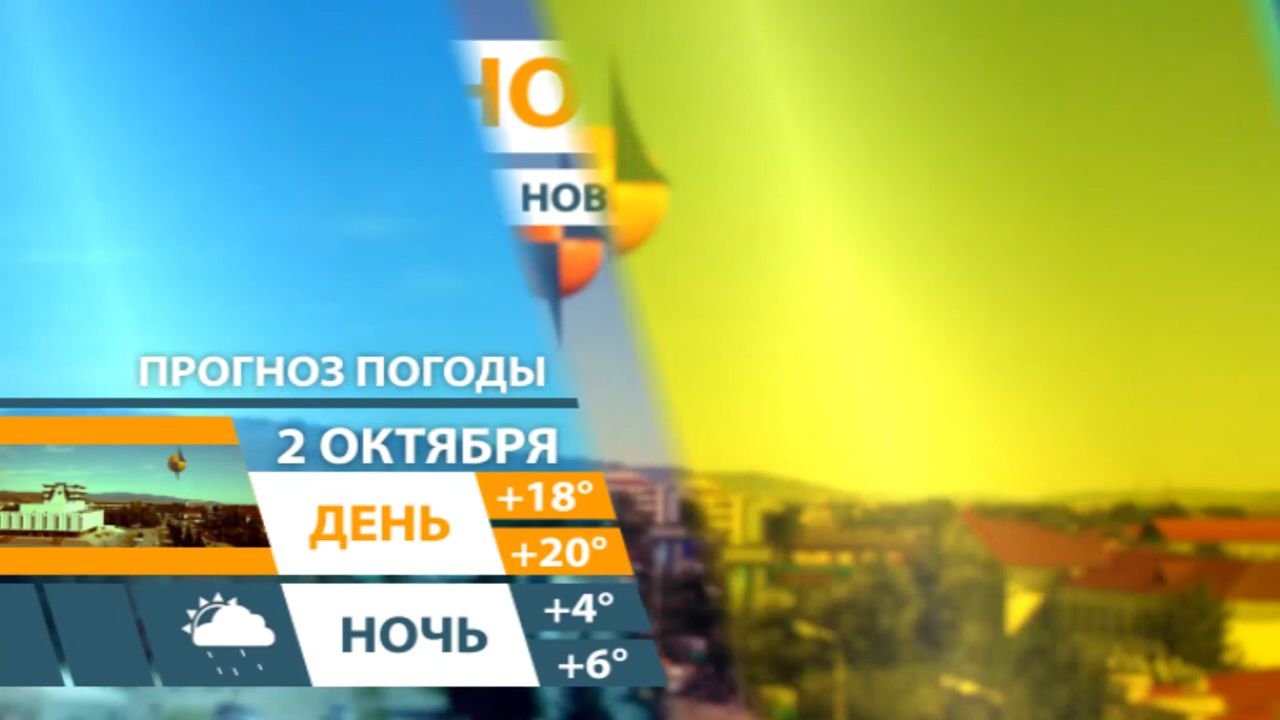 НО
НОВ
ПРОГНОЗ ПОГОДЫ
2 ОКТЯБРЯ
ДЕНЬ
+18°
+20°
НОЧЬ
+4°
+6°